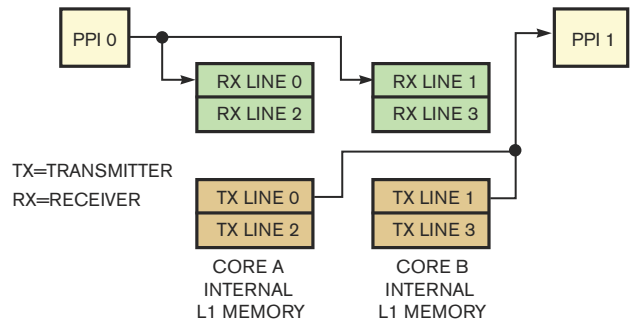 PPI 0
PPI 1
RX LINE 0
RX LINE 1
RX LINE 2
RX LINE 3
TX=TRANSMITTER
RX=RECEIVER
TX LINE 0
TX LINE 1
TX LINE 2
TX LINE 3
CORE A
INTERNAL
L1 MEMORY
CORE B
INTERNAL
L1 MEMORY